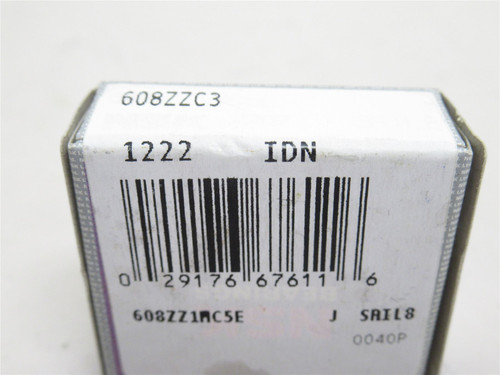 608ZZC3
1222 IDN
0 29176 67611 6
608ZZ1MC5E J SAIL8
0040P